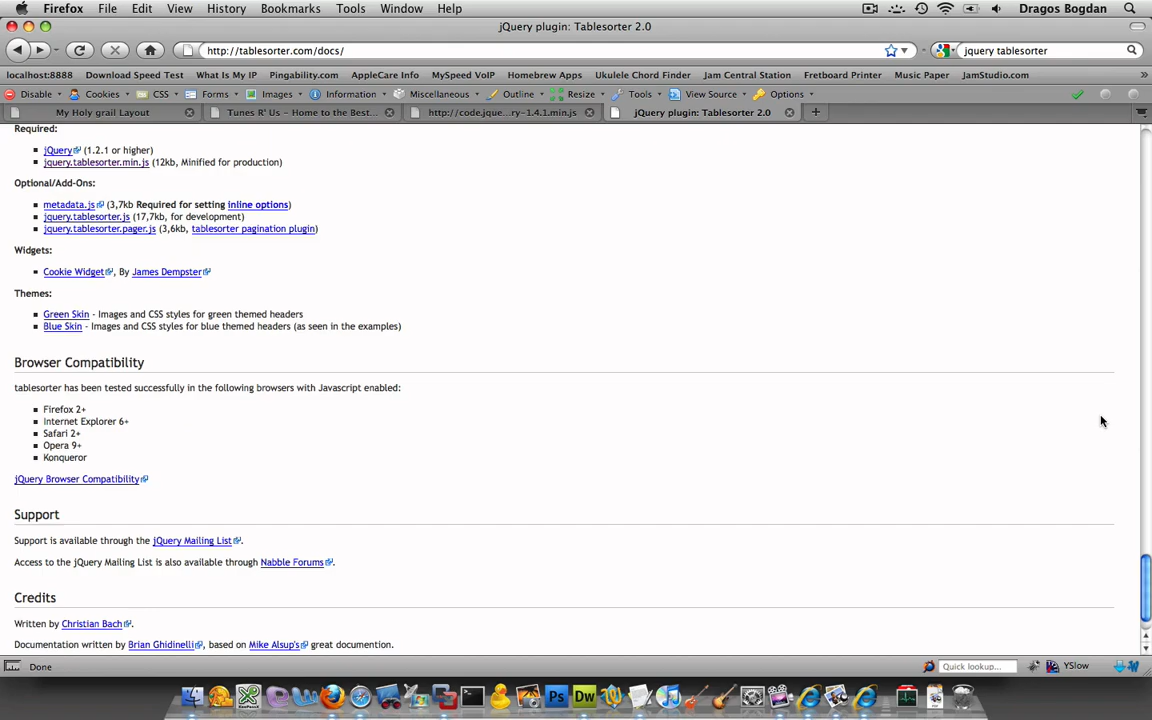 Firefox File Edit View History Bookmarks Tools Window Help Dragos Bogdan
jQuery plugin: Tablesorter 2.0
http://tablesorter.com/docs/ jquery tablesorter
localhost:8888 Download Speed Test What Is My IP Pingability.com AppleCare Info MySpeed VoIP Homebrew Apps Ukulele Chord Finder Jam Central Station Fretboard Printer Music Paper JamStudio.com »
Disable Cookies CSS Forms Images Information Miscellaneous Outline Resize Tools View Source Options
My Holy grail Layout Tunes R' Us – Home to the Best... http://code.jque...ry-1.4.1.min.js jQuery plugin: Tablesorter 2.0
Required:
jQuery (1.2.1 or higher)
jquery.tablesorter.min.js (12kb, Minified for production)
Optional/Add-Ons:
metadata.js (3,7kb Required for setting inline options)
jquery.tablesorter.js (17,7kb, for development)
jquery.tablesorter.pager.js (3,6kb, tablesorter pagination plugin)
Widgets:
Cookie Widget, By James Dempster
Themes:
Green Skin - Images and CSS styles for green themed headers
Blue Skin - Images and CSS styles for blue themed headers (as seen in the examples)
Browser Compatibility
tablesorter has been tested successfully in the following browsers with Javascript enabled:
Firefox 2+
Internet Explorer 6+
Safari 2+
Opera 9+
Konqueror
jQuery Browser Compatibility
Support
Support is available through the jQuery Mailing List.
Access to the jQuery Mailing List is also available through Nabble Forums.
Credits
Written by Christian Bach.
Documentation written by Brian Ghidinelli, based on Mike Alsup's great documention.
Done Quick lookup... YSlow
Ps Dw